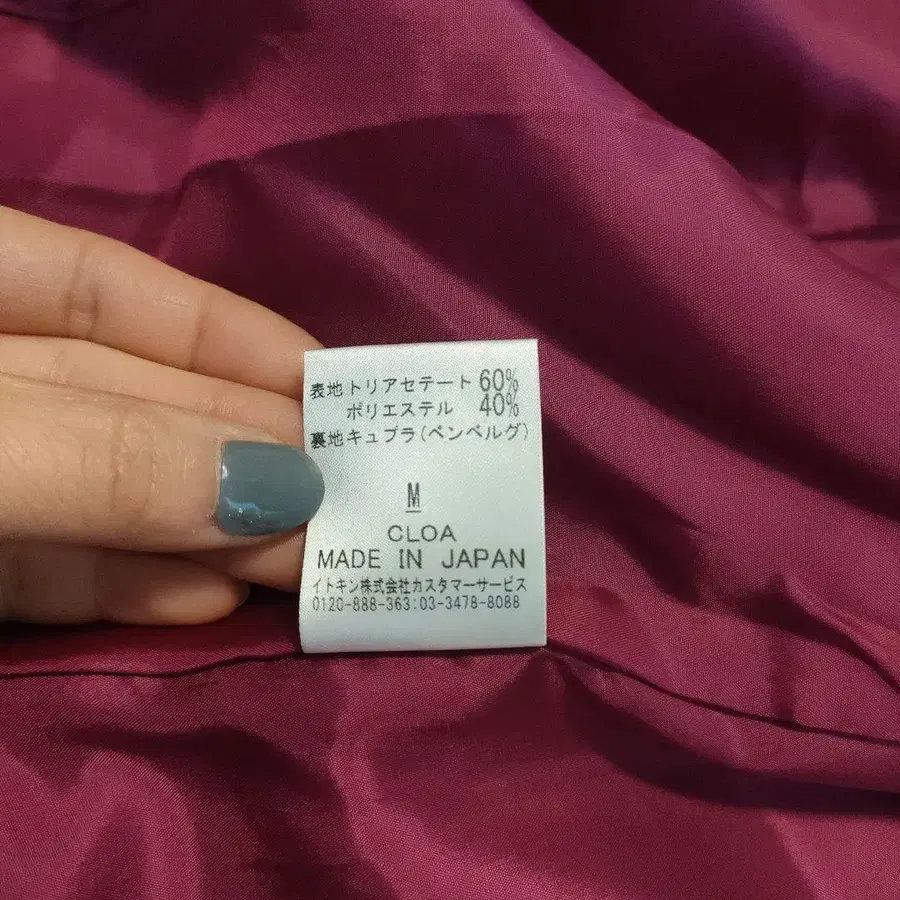 表地トリアセテート 60%
ポリエステル 40%
裏地キュプラ(ベンベルグ)
M
CLOA
MADE IN JAPAN
イトキン株式会社カスタマーサービス
0120-888-363:03-3478-8088